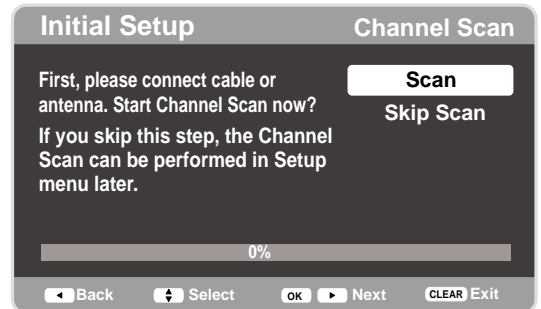 Initial Setup Channel Scan
First, please connect cable or
antenna. Start Channel Scan now?
If you skip this step, the Channel
Scan can be performed in Setup
menu later.
Scan
Skip Scan
0%
Back Select OK Next CLEAR Exit